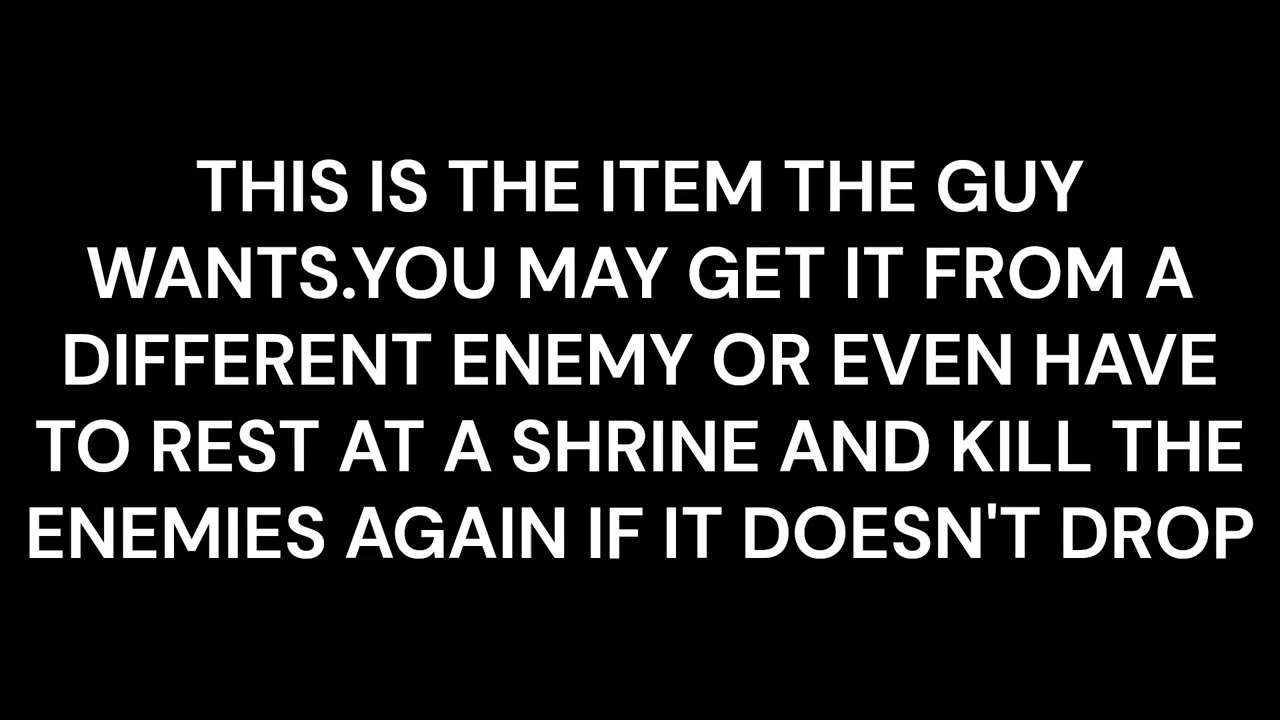 THIS IS THE ITEM THE GUY
WANTS.YOU MAY GET IT FROM A
DIFFERENT ENEMY OR EVEN HAVE
TO REST AT A SHRINE AND KILL THE
ENEMIES AGAIN IF IT DOESN'T DROP